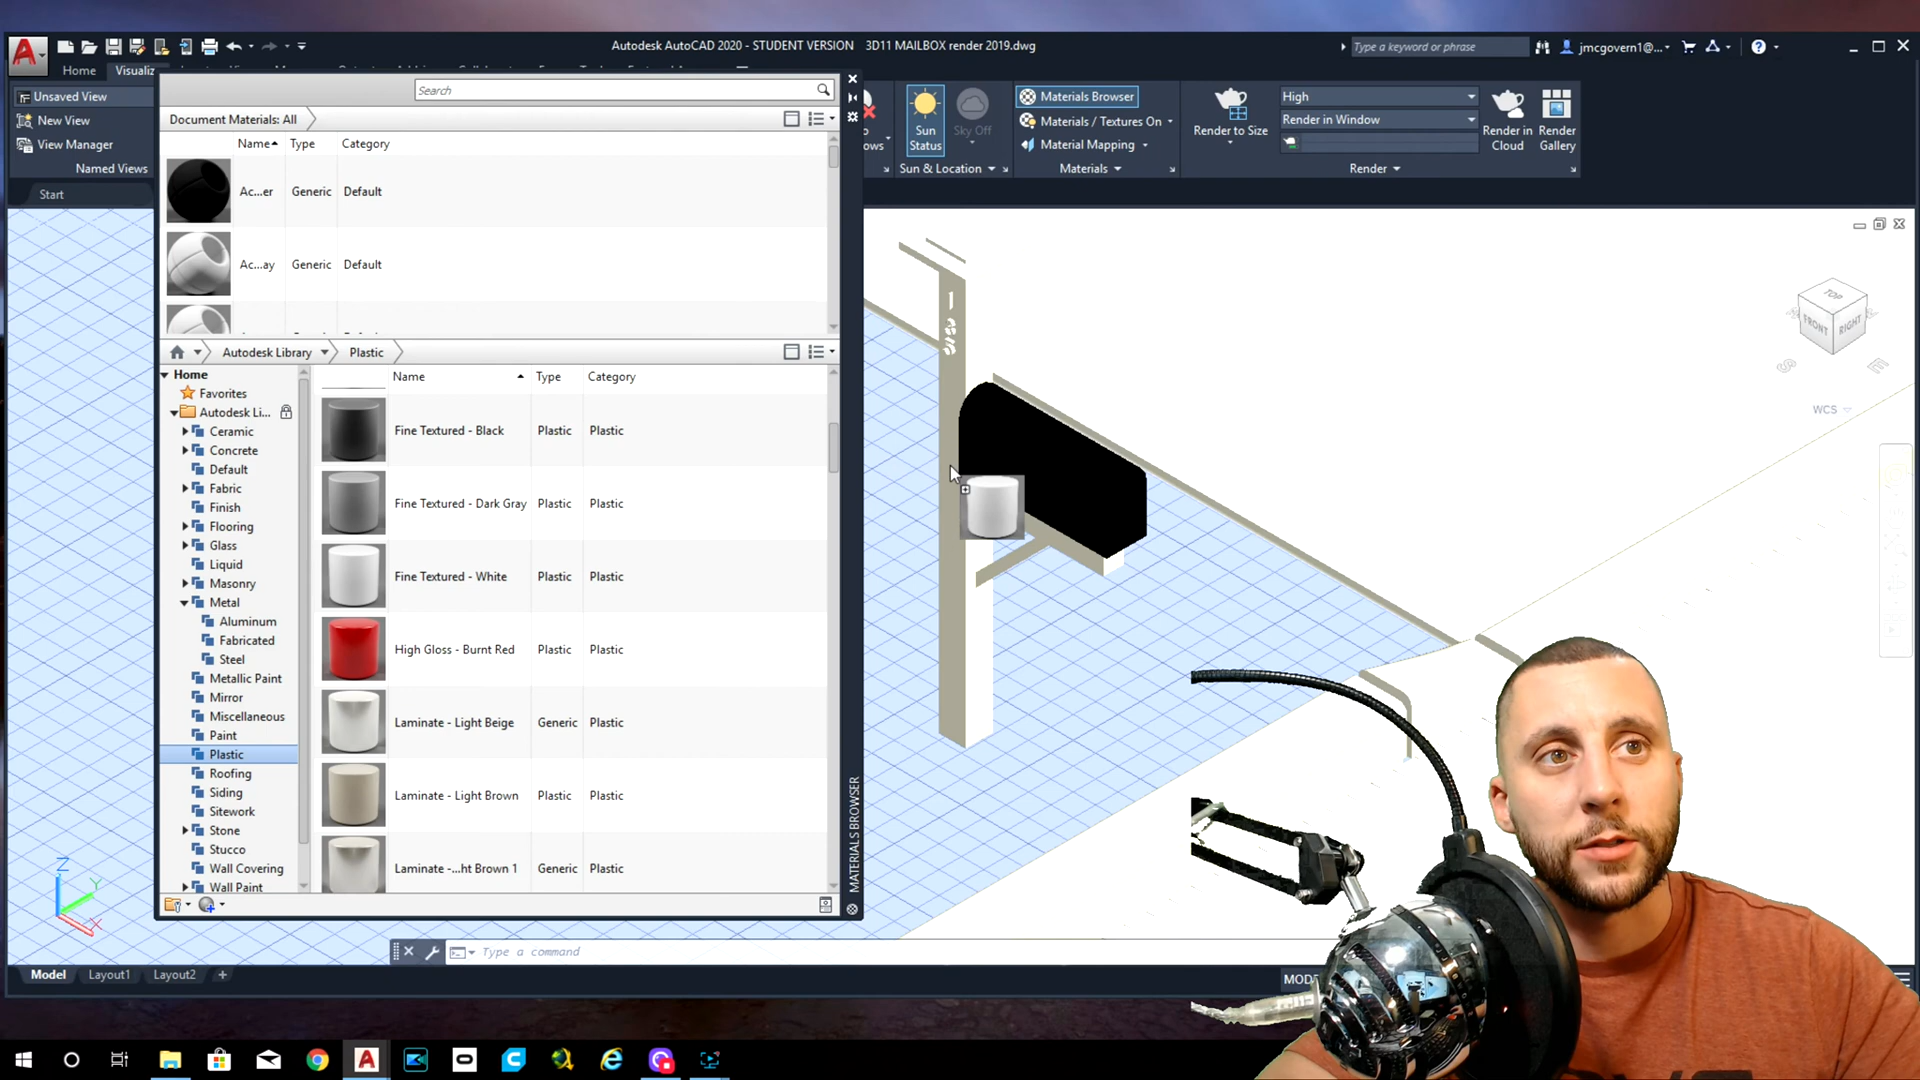 Autodesk AutoCAD 2020 - STUDENT VERSION 3D11 MAILBOX render 2019.dwg
Type a keyword or phrase
jmcgovern1@...
Home
Visualiz
Unsaved View
New View
View Manager
Named Views
Start
Search
Document Materials: All
Name Type Category
Ac...er Generic Default
Ac...ay Generic Default
Autodesk Library
Plastic
Home
Favorites
Autodesk Li...
Ceramic
Concrete
Default
Fabric
Finish
Flooring
Glass
Liquid
Masonry
Metal
Aluminum
Fabricated
Steel
Metallic Paint
Mirror
Miscellaneous
Paint
Plastic
Roofing
Siding
Sitework
Stone
Stucco
Wall Covering
Wall Paint
Name Type Category
Fine Textured - Black Plastic Plastic
Fine Textured - Dark Gray Plastic Plastic
Fine Textured - White Plastic Plastic
High Gloss - Burnt Red Plastic Plastic
Laminate - Light Beige Generic Plastic
Laminate - Light Brown Plastic Plastic
Laminate -...ht Brown 1 Generic Plastic
MATERIALS BROWSER
Sun Status
Sky Off
Sun & Location
Materials Browser
Materials / Textures On
Material Mapping
Materials
Render to Size
High
Render in Window
Render in Cloud
Render Gallery
Render
TOP
FRONT
RIGHT
S
E
WCS
Z
Y
X
Type a command
Model
Layout1
Layout2
+